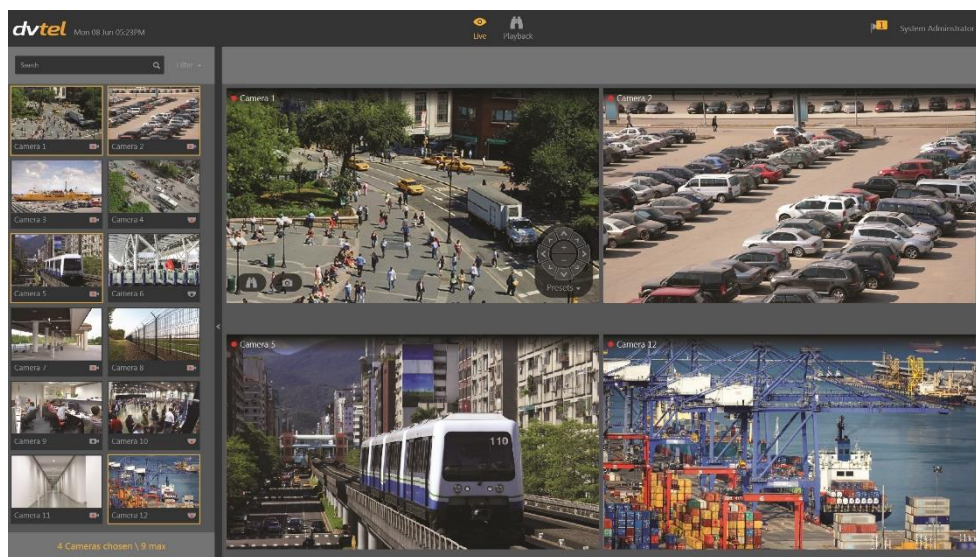 dvtel Mon 08 Jun 05:23PM
Live
Playback
1
System Adminstrator
Search
Filter
Camera 1
Camera 2
Camera 3
Camera 4
Camera 5
Camera 6
Camera 7
Camera 8
Camera 9
Camera 10
Camera 11
Camera 12
4 Cameras chosen \ 9 max
Camera 1
Presets
Camera 2
Camera 5
110
Camera 12